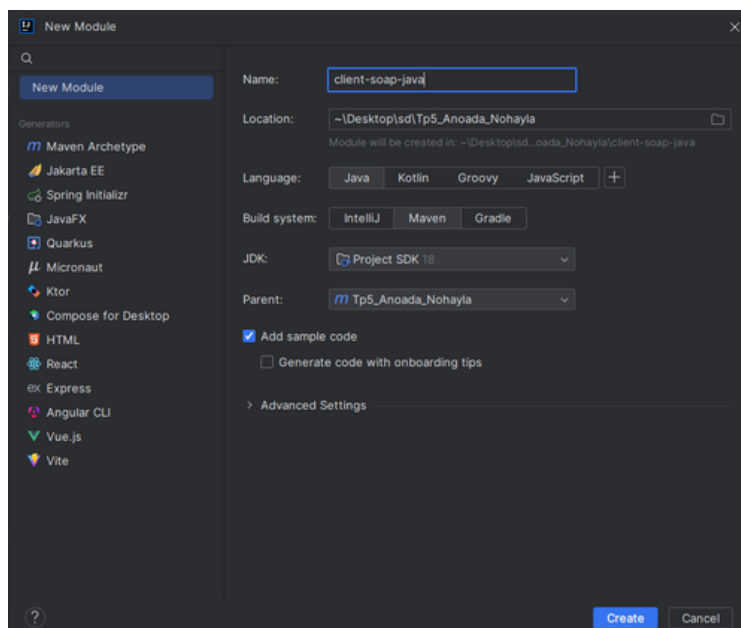 New Module
New Module
Generators
Maven Archetype
Jakarta EE
Spring Initializr
JavaFX
Quarkus
Micronaut
Ktor
Compose for Desktop
HTML
React
ex Express
Angular CLI
Vue.js
Vite
Name: client-soap-java
Location: ~\Desktop\sd\Tp5_Anoada_Nohayla
Module will be created in: ~\Desktop\sd...oada_Nohayla\client-soap-java
Language: Java Kotlin Groovy JavaScript +
Build system: IntelliJ Maven Gradle
JDK: Project SDK 18
Parent: m Tp5_Anoada_Nohayla
Add sample code
Generate code with onboarding tips
> Advanced Settings
? Create Cancel